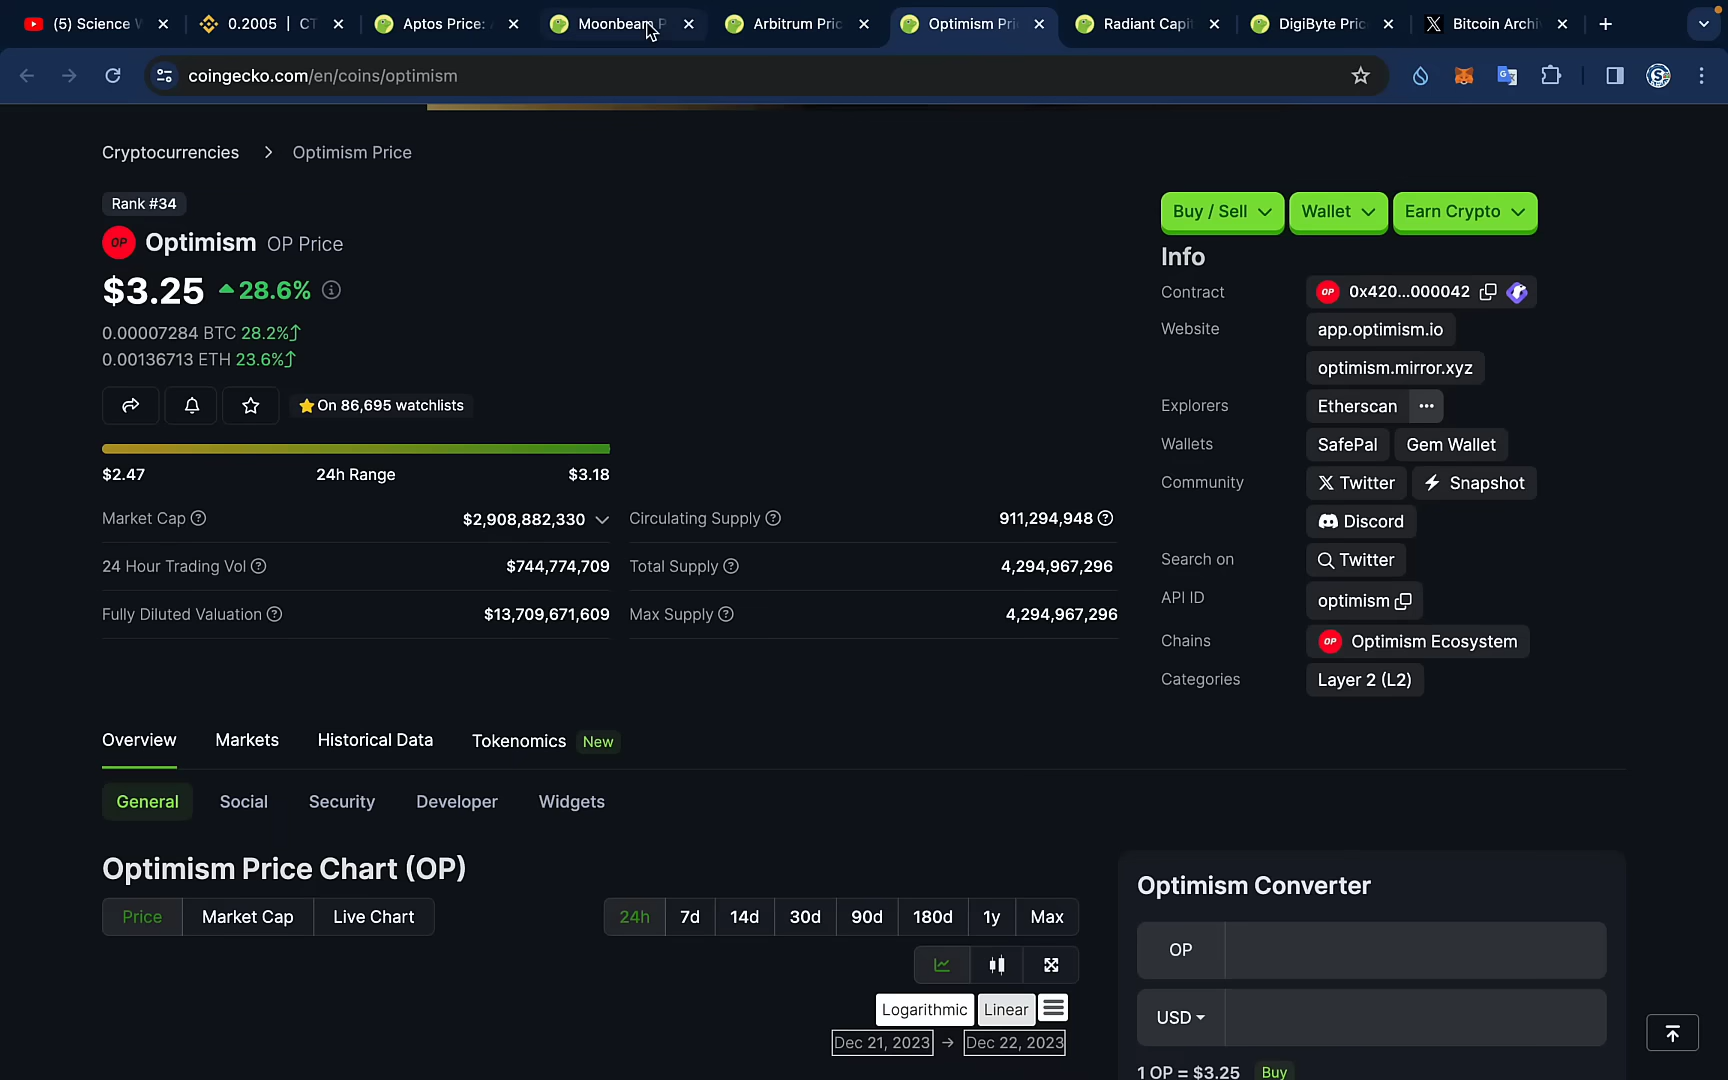 (5) Science
0.2005 | CT
Aptos Price:
Moonbeam P
Arbitrum Pric
Optimism Pri
Radiant Capi
DigiByte Pric
Bitcoin Archi
coingecko.com/en/coins/optimism
Cryptocurrencies > Optimism Price
Rank #34
OP Optimism OP Price
$3.25 28.6%
0.00007284 BTC 28.2%
0.00136713 ETH 23.6%
On 86,695 watchlists
$2.47 24h Range $3.18
Market Cap $2,908,882,330
Circulating Supply 911,294,948
24 Hour Trading Vol $744,774,709
Total Supply 4,294,967,296
Fully Diluted Valuation $13,709,671,609
Max Supply 4,294,967,296
Buy / Sell Wallet Earn Crypto
Info
Contract OP 0x420...000042
Website app.optimism.io
optimism.mirror.xyz
Explorers Etherscan
Wallets SafePal Gem Wallet
Community Twitter Snapshot
Discord
Search on Twitter
API ID optimism
Chains OP Optimism Ecosystem
Categories Layer 2 (L2)
Overview Markets Historical Data Tokenomics New
General Social Security Developer Widgets
Optimism Price Chart (OP)
Price Market Cap Live Chart
24h 7d 14d 30d 90d 180d 1y Max
Logarithmic Linear
Dec 21, 2023 → Dec 22, 2023
Optimism Converter
OP
USD
1 OP = $3.25 Buy